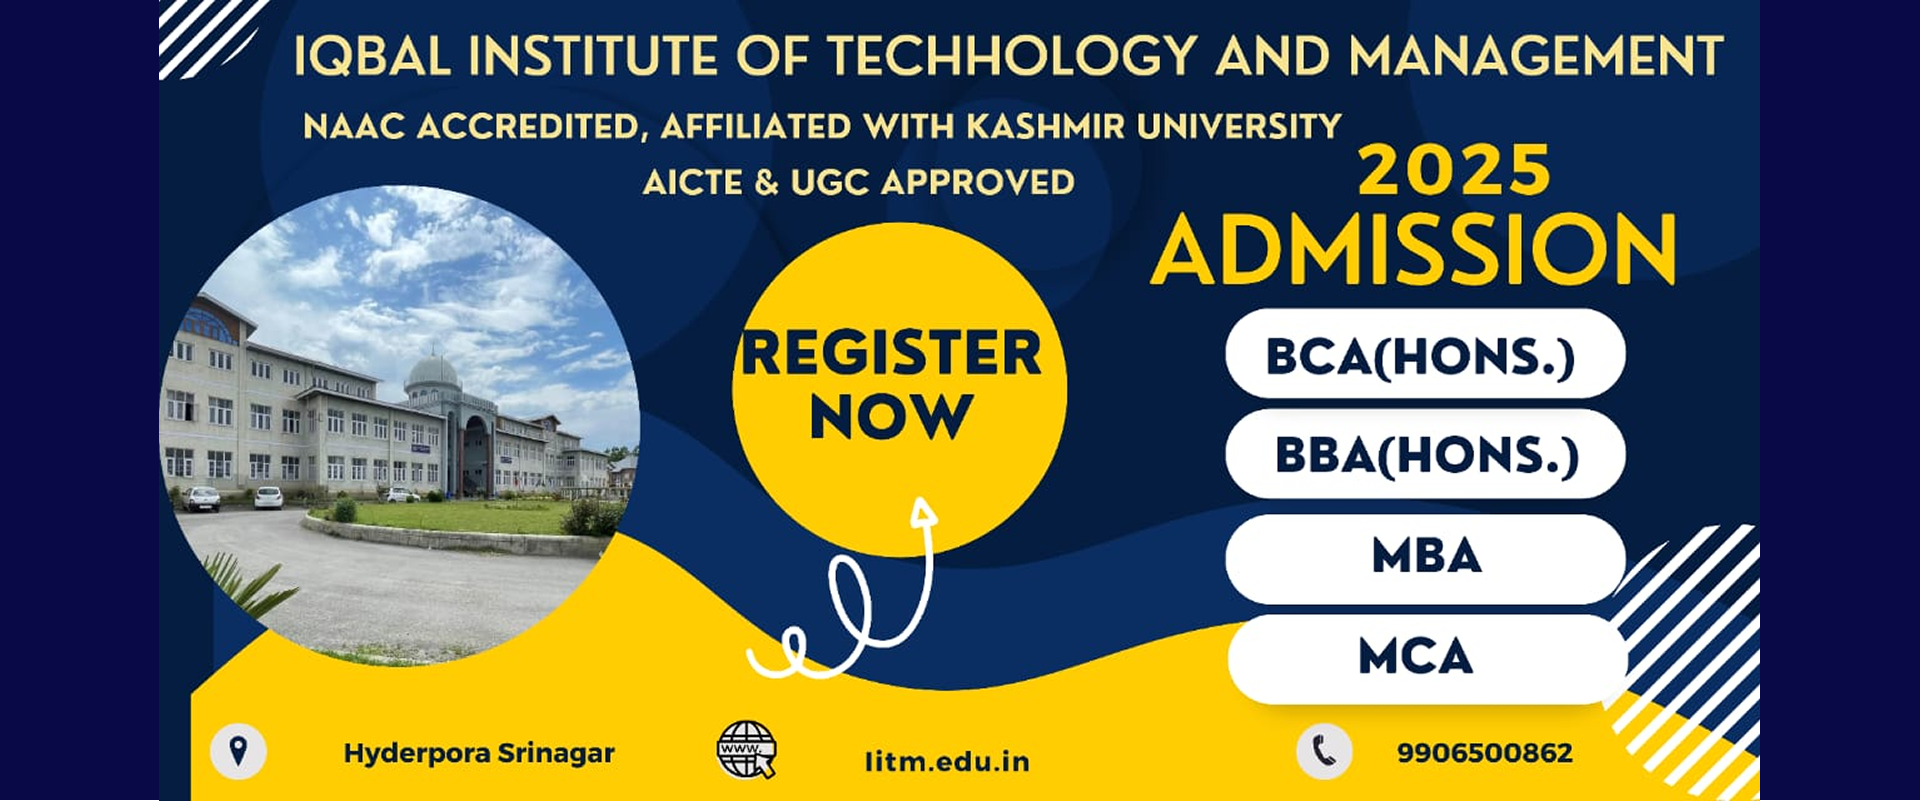 IQBAL INSTITUTE OF TECHHOLOGY AND MANAGEMENT
NAAC ACCREDITED, AFFILIATED WITH KASHMIR UNIVERSITY
AICTE & UGC APPROVED
2025
ADMISSION
REGISTER
NOW
BCA(HONS.)
BBA(HONS.)
MBA
MCA
Hyderpora Srinagar
www.
Iitm.edu.in
9906500862